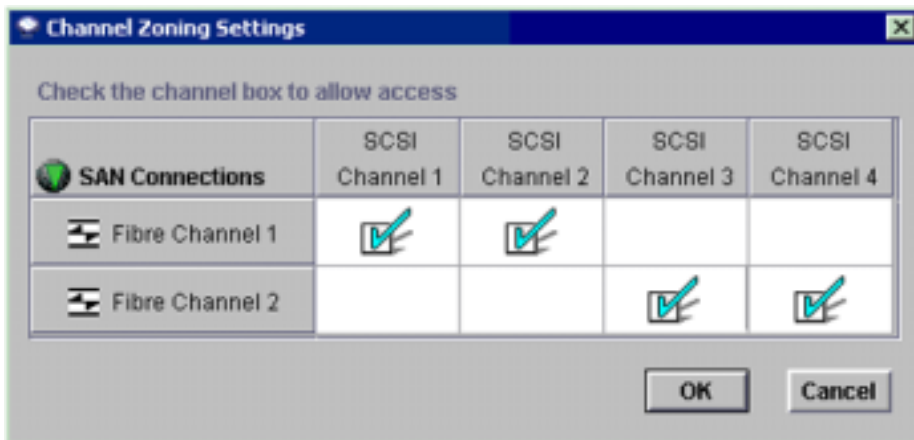 Channel Zoning Settings
Check the channel box to allow access
SAN Connections
SCSI Channel 1
SCSI Channel 2
SCSI Channel 3
SCSI Channel 4
Fibre Channel 1
Fibre Channel 2
OK
Cancel